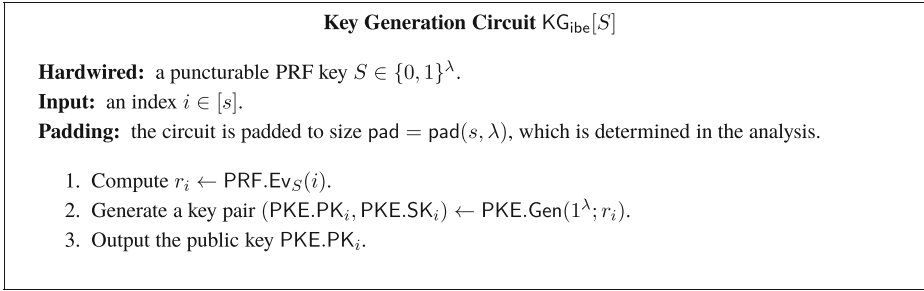 Key Generation Circuit KG_ibe[S]
Hardwired: a puncturable PRF key S ∈ {0, 1}^λ.
Input: an index i ∈ [s].
Padding: the circuit is padded to size pad = pad(s, λ), which is determined in the analysis.
1. Compute r_i ← PRF.Ev_S(i).
2. Generate a key pair (PKE.PK_i, PKE.SK_i) ← PKE.Gen(1^λ; r_i).
3. Output the public key PKE.PK_i.